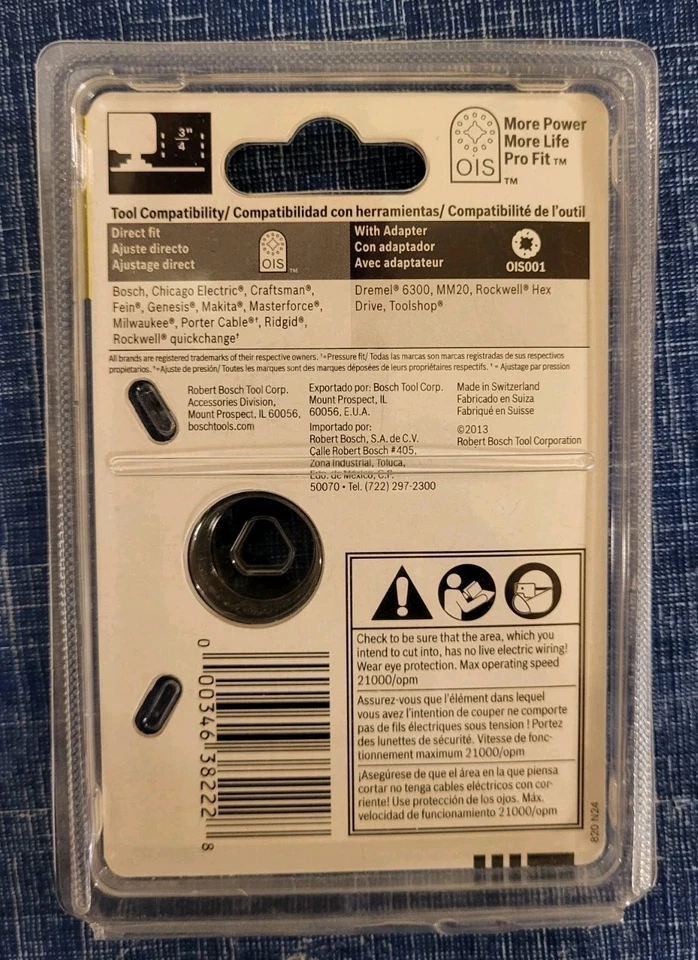 3"
4
OIS
TM
More Power
More Life
Pro Fit TM
Tool Compatibility/ Compatibilidad con herramientas/ Compatibilité de l'outil
Direct fit
Ajuste directo
Ajustage direct
OIS
TM
With Adapter
Con adaptador
Avec adaptateur
OIS001
Bosch, Chicago Electric®, Craftsman®,
Fein®, Genesis®, Makita®, Masterforce®,
Milwaukee®, Porter Cable®†, Ridgid®,
Rockwell® quickchange†
Dremel® 6300, MM20, Rockwell® Hex
Drive, Toolshop®
All brands are registered trademarks of their respective owners. †=Pressure fit/ Todas las marcas son marcas registradas de sus respectivos
propietarios. †=Ajuste de presión/ Toutes les marques sont des marques déposées de leurs propriétaires respectifs. † = Ajustage par pression
Robert Bosch Tool Corp.
Accessories Division,
Mount Prospect, IL 60056,
boschtools.com
Exportado por: Bosch Tool Corp.
Mount Prospect, IL
60056, E.U.A.
Importado por:
Robert Bosch, S.A. de C.V.
Calle Robert Bosch #405,
Zona Industrial, Toluca,
Edo. de México, C.P.
50070 • Tel. (722) 297-2300
Made in Switzerland
Fabricado en Suiza
Fabriqué en Suisse
©2013
Robert Bosch Tool Corporation
Check to be sure that the area, which you
intend to cut into, has no live electric wiring!
Wear eye protection. Max operating speed
21000/opm
Assurez-vous que l'élément dans lequel
vous avez l'intention de couper ne comporte
pas de fils électriques sous tension ! Portez
des lunettes de sécurité. Vitesse de fonc-
tionnement maximum 21000/opm
¡Asegúrese de que el área en la que piensa
cortar no tenga cables eléctricos con cor-
riente! Use protección de los ojos. Máx.
velocidad de funcionamiento 21000/opm
0 00346 38222 8
820 N24